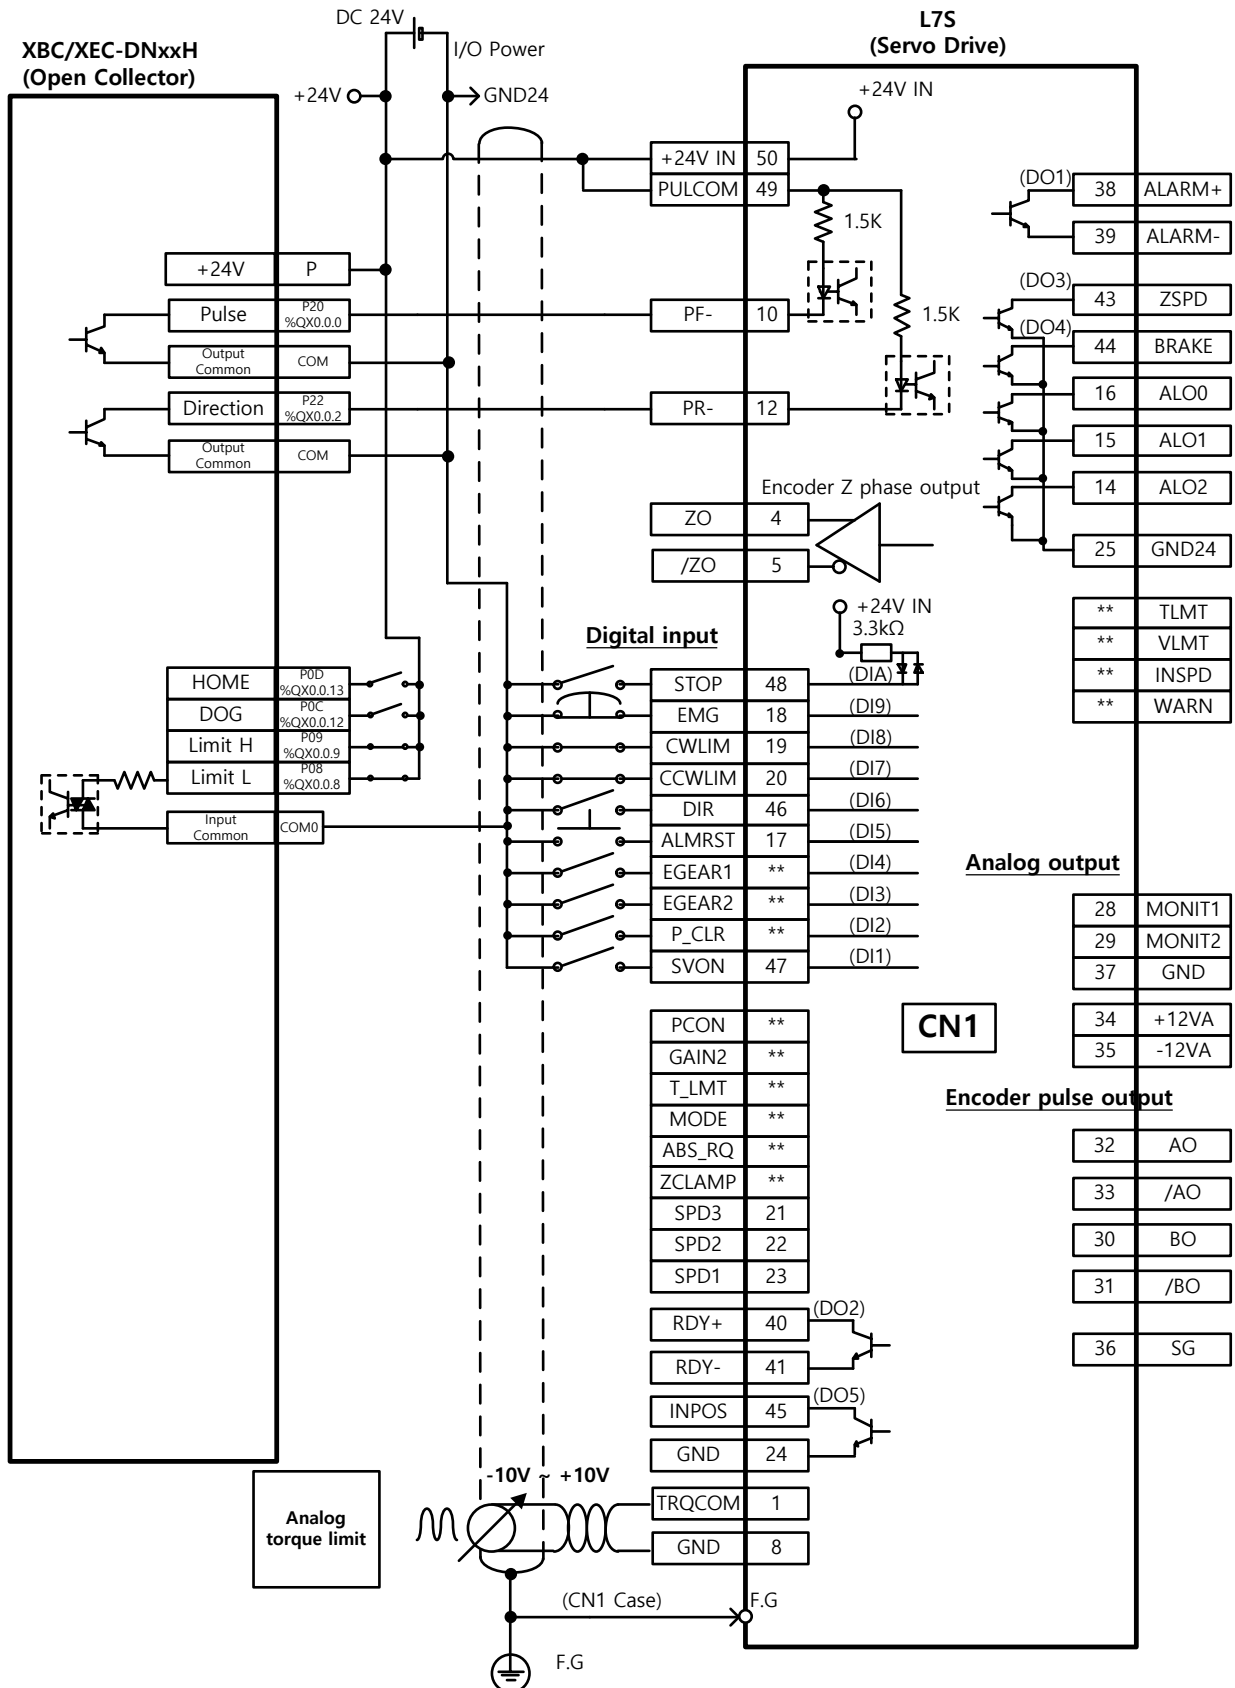 DC 24V
L7S
(Servo Drive)
XBC/XEC-DNxxH
(Open Collector)
I/O Power
+24V
GND24
+24V IN
+24V IN 50
PULCOM 49
(DO1)
38 ALARM+
1.5K
39 ALARM-
+24V P
(DO3)
43 ZSPD
Pulse P20 %QX0.0.0
PF- 10
1.5K
(DO4)
44 BRAKE
Output Common COM
16 ALO0
Direction P22 %QX0.0.2
PR- 12
15 ALO1
Output Common COM
14 ALO2
Encoder Z phase output
ZO 4
25 GND24
/ZO 5
+24V IN
** TLMT
3.3kΩ
Digital input
** VLMT
** INSPD
** WARN
HOME P0D %QX0.0.13
STOP 48 (DIA)
DOG P0C %QX0.0.12
EMG 18 (DI9)
Limit H P09 %QX0.0.9
CWLIM 19 (DI8)
Limit L P08 %QX0.0.8
CCWLIM 20 (DI7)
DIR 46 (DI6)
Input Common COM0
ALMRST 17 (DI5)
EGEAR1 ** (DI4)
Analog output
EGEAR2 ** (DI3)
28 MONIT1
P_CLR ** (DI2)
29 MONIT2
SVON 47 (DI1)
37 GND
CN1
PCON **
34 +12VA
GAIN2 **
35 -12VA
T_LMT **
Encoder pulse output
MODE **
ABS_RQ **
32 AO
ZCLAMP **
33 /AO
SPD3 21
SPD2 22
30 BO
SPD1 23
31 /BO
RDY+ 40 (DO2)
36 SG
RDY- 41
INPOS 45 (DO5)
GND 24
-10V ~ +10V
Analog
torque limit
TRQCOM 1
GND 8
(CN1 Case)
F.G
F.G